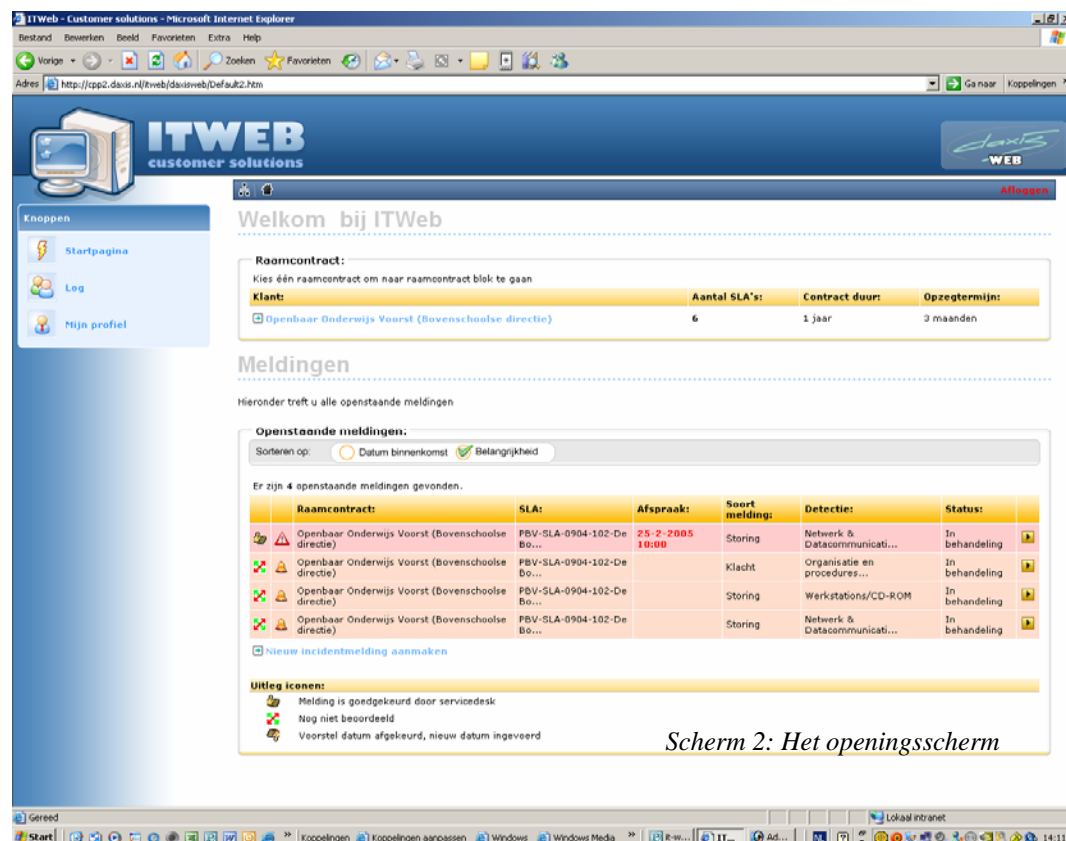 ITWeb - Customer solutions - Microsoft Internet Explorer
Bestand Bewerken Beeld Favorieten Extra Help
Vorige Zoeken Favorieten
Adres http://cpp2.daxis.nl/itweb/daxisweb/Default2.htm Ga naar Koppelingen
ITWEB
customer solutions
daxis
-WEB
Afloggen
Knoppen
Startpagina
Log
Mijn profiel
Welkom bij ITWeb
Raamcontract:
Kies één raamcontract om naar raamcontract blok te gaan
Klant: Aantal SLA's: Contract duur: Opzegtermijn:
Openbaar Onderwijs Voorst (Bovenschoolse directie) 6 1 jaar 3 maanden
Meldingen
Hieronder treft u alle openstaande meldingen
Openstaande meldingen:
Sorteren op: Datum binnenkomst Belangrijkheid
Er zijn 4 openstaande meldingen gevonden.
Raamcontract: SLA: Afspraak: Soort melding: Detectie: Status:
Openbaar Onderwijs Voorst (Bovenschoolse directie) PBV-SLA-0904-102-De Bo... 25-2-2005 10:00 Storing Netwerk & Datacommunicati... In behandeling
Openbaar Onderwijs Voorst (Bovenschoolse directie) PBV-SLA-0904-102-De Bo... Klacht Organisatie en procedures... In behandeling
Openbaar Onderwijs Voorst (Bovenschoolse directie) PBV-SLA-0904-102-De Bo... Storing Werkstations/CD-ROM In behandeling
Openbaar Onderwijs Voorst (Bovenschoolse directie) PBV-SLA-0904-102-De Bo... Storing Netwerk & Datacommunicati... In behandeling
Nieuw incidentmelding aanmaken
Uitleg iconen:
Melding is goedgekeurd door servicedesk
Nog niet beoordeeld
Voorstel datum afgekeurd, nieuw datum ingevoerd
Scherm 2: Het openingsscherm
Gereed Lokaal intranet
Start Koppelingen Koppelingen aanpassen Windows Windows Media R-w... IT... Ad... NL 14:11